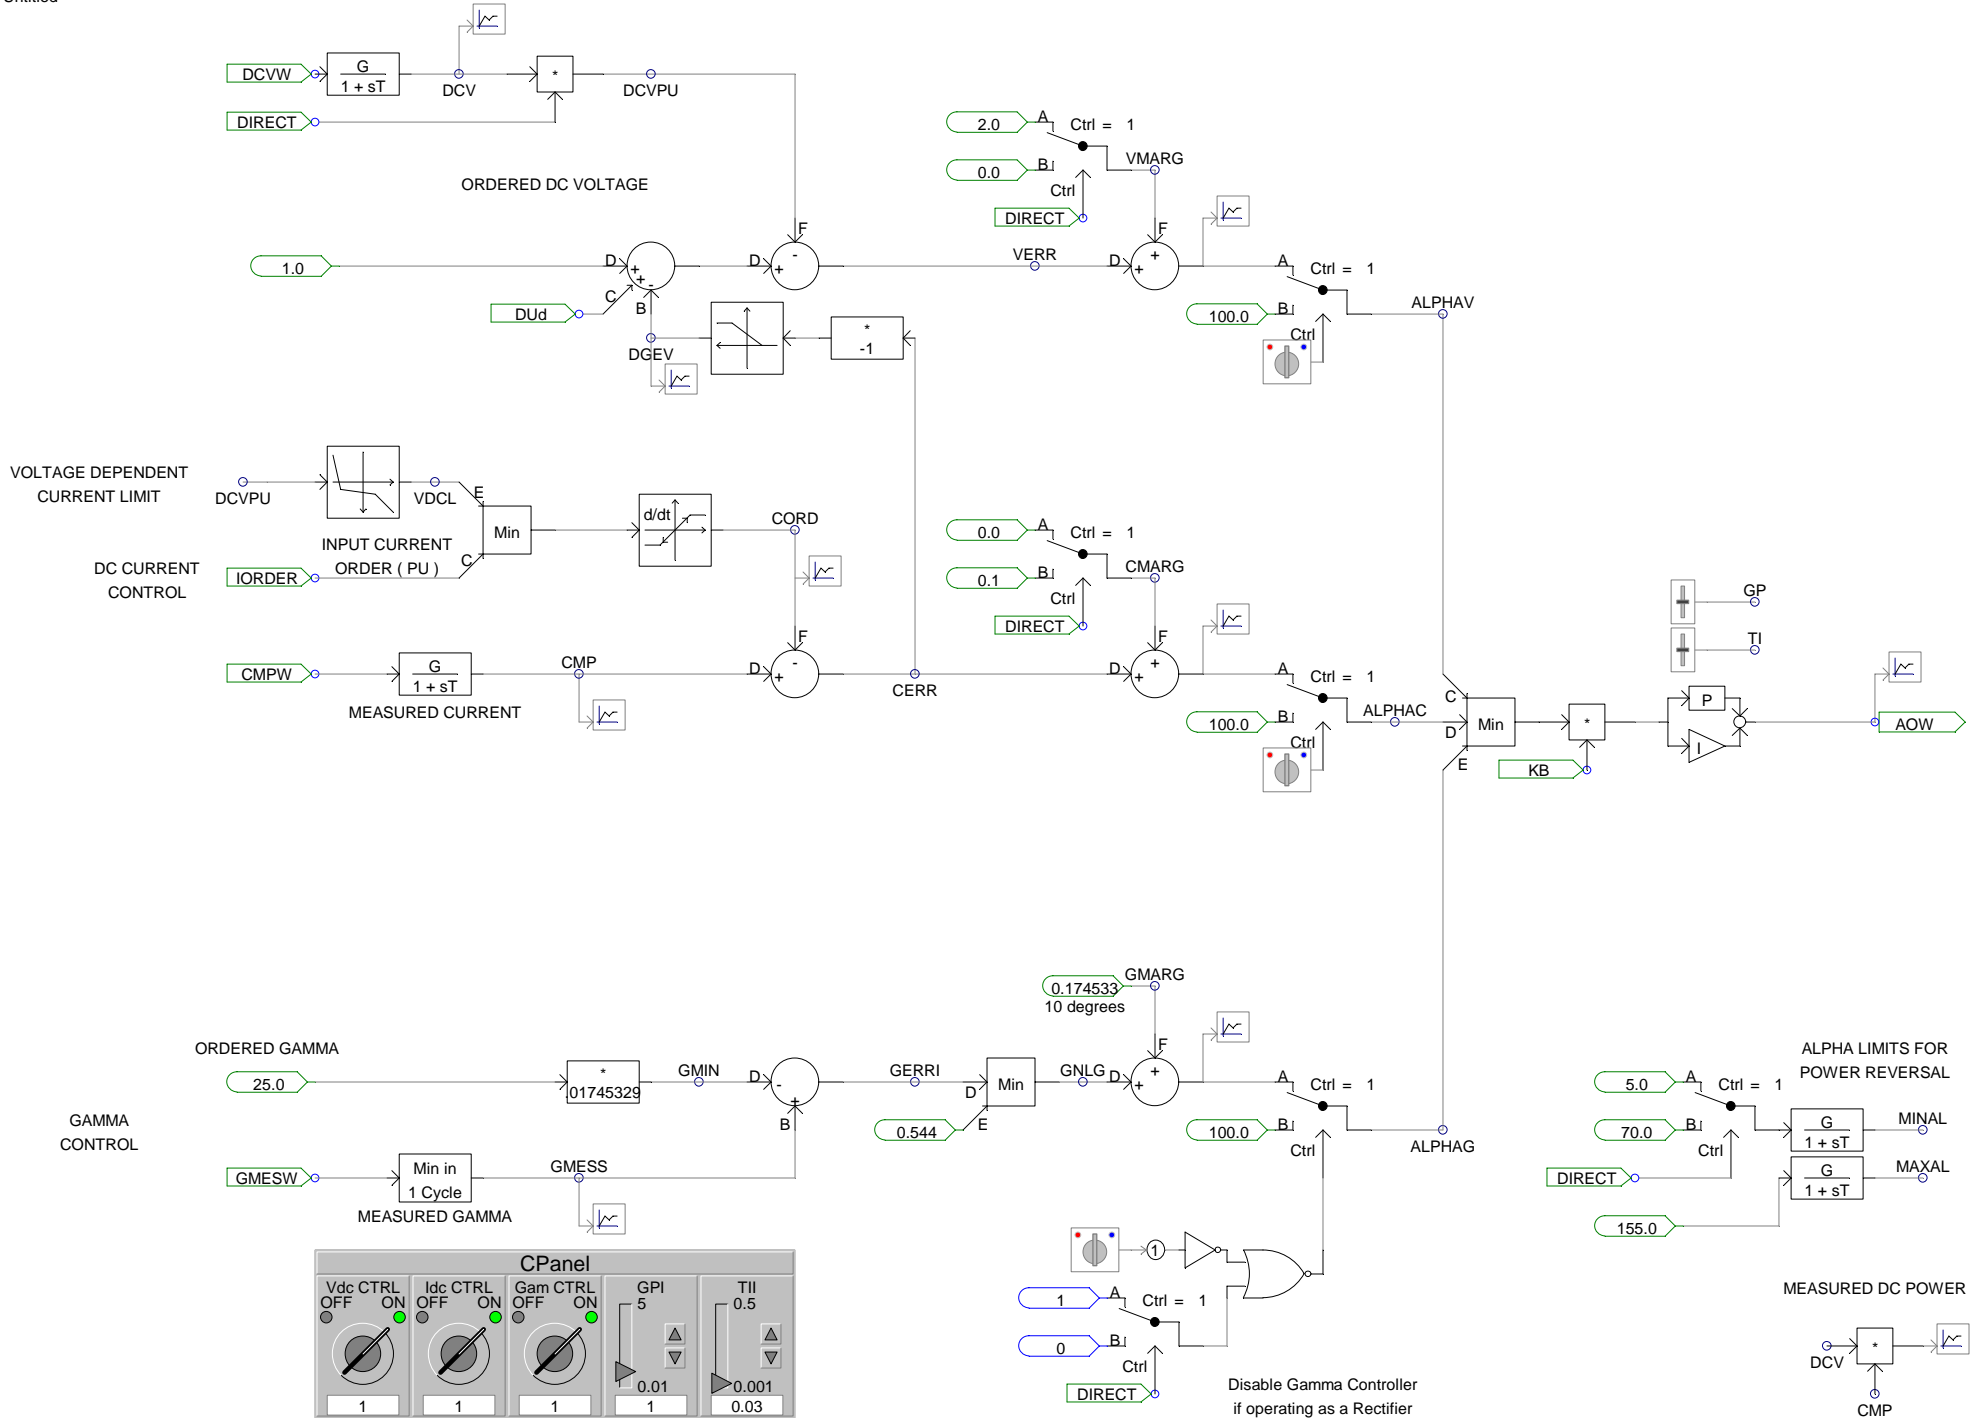 Untitled
DCVW
G
1 + sT
DCV
*
DCVPU
DIRECT
ORDERED DC VOLTAGE
2.0
A
Ctrl = 1
0.0
B
Ctrl
VMARG
DIRECT
F
F
1.0
D
+
+
-
C
B
DUd
D
+
-
VERR
D
+
+
A
Ctrl = 1
100.0
B
Ctrl
ALPHAV
DGEV
*
-1
VOLTAGE DEPENDENT
CURRENT LIMIT
DCVPU
VDCL
E
Min
C
INPUT CURRENT
ORDER ( PU )
d/dt
CORD
DC CURRENT
CONTROL
IORDER
0.0
A
Ctrl = 1
0.1
B
Ctrl
CMARG
DIRECT
F
F
CMPW
G
1 + sT
MEASURED CURRENT
CMP
D
+
-
CERR
D
+
+
A
Ctrl = 1
100.0
B
Ctrl
ALPHAC
C
D
E
Min
*
KB
GP
TI
P
I
AOW
GMARG
0.174533
10 degrees
F
ORDERED GAMMA
25.0
*
.01745329
GMIN
D
-
+
B
GERRI
D
Min
0.544
E
GNLG
D
+
+
A
Ctrl = 1
100.0
B
Ctrl
ALPHAG
GAMMA
CONTROL
GMESW
Min in
1 Cycle
MEASURED GAMMA
GMESS
ALPHA LIMITS FOR
POWER REVERSAL
5.0
A
Ctrl = 1
70.0
B
Ctrl
G
1 + sT
MINAL
DIRECT
G
1 + sT
MAXAL
155.0
1
1
A
Ctrl = 1
0
B
Ctrl
DIRECT
Disable Gamma Controller
if operating as a Rectifier
CPanel
Vdc CTRL
OFF ON
1
Idc CTRL
OFF ON
1
Gam CTRL
OFF ON
1
GPI
5
0.01
1
TII
0.5
0.001
0.03
MEASURED DC POWER
DCV
*
CMP